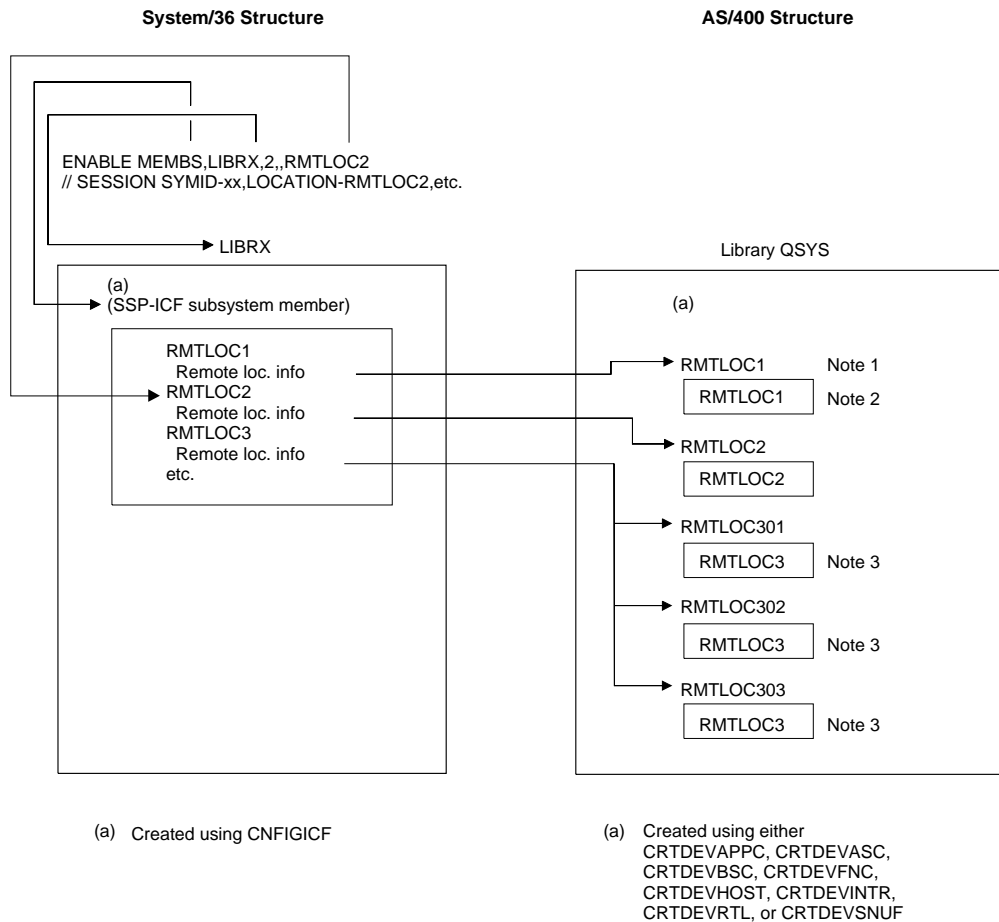 System/36 Structure
AS/400 Structure
ENABLE MEMBS,LIBRX,2,,RMTLOC2
// SESSION SYMID-xx,LOCATION-RMTLOC2,etc.
LIBRX
(a)
(SSP-ICF subsystem member)
RMTLOC1
Remote loc. info
RMTLOC2
Remote loc. info
RMTLOC3
Remote loc. info
etc.
(a) Created using CNFIGICF
Library QSYS
(a)
RMTLOC1 Note 1
RMTLOC1 Note 2
RMTLOC2
RMTLOC2
RMTLOC301
RMTLOC3 Note 3
RMTLOC302
RMTLOC3 Note 3
RMTLOC303
RMTLOC3 Note 3
(a) Created using either
CRTDEVAPPC, CRTDEVASC,
CRTDEVBSC, CRTDEVFNC,
CRTDEVHOST, CRTDEVINTR,
CRTDEVRTL, or CRTDEVSNUF